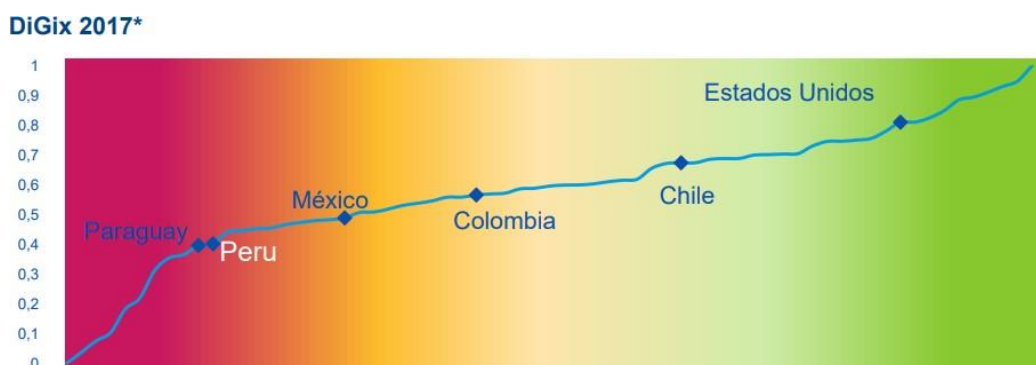 DiGix 2017*
1
0,9
0,8
0,7
0,6
0,5
0,4
0,3
0,2
0,1
0
Estados Unidos
Chile
México
Colombia
Paraguay
Peru